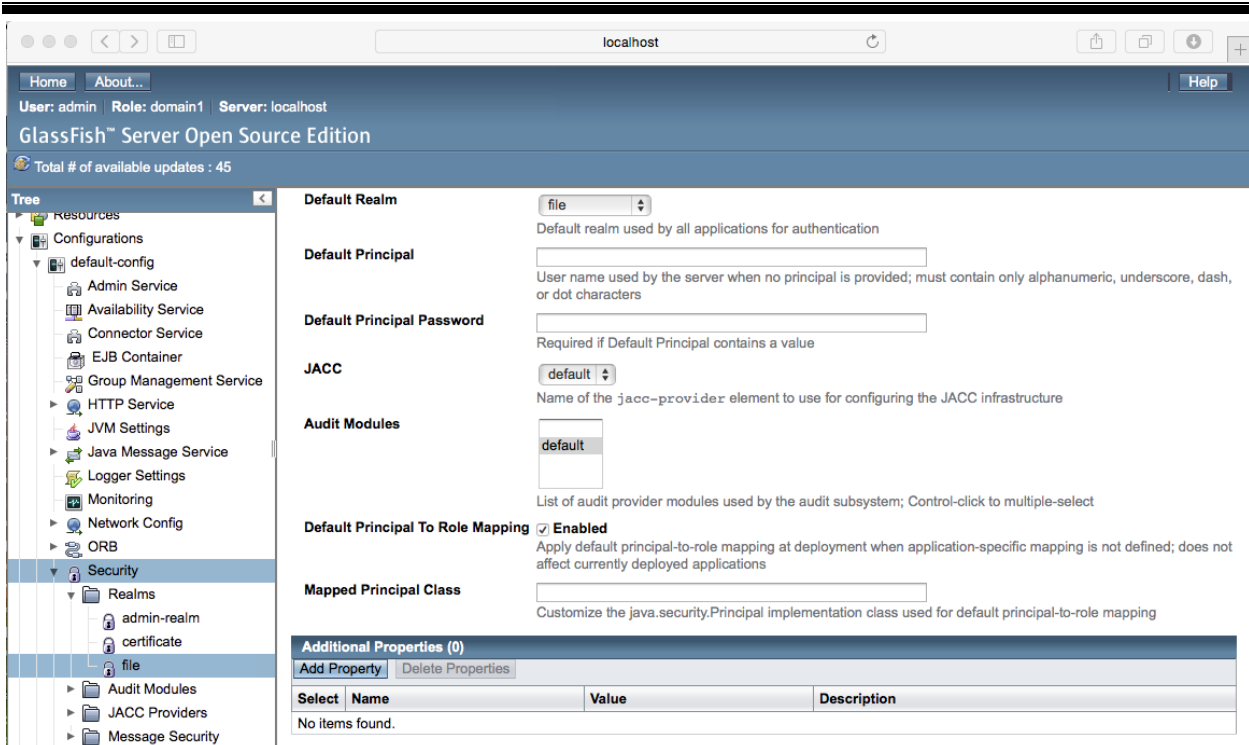 localhost
Home About... Help
User: admin Role: domain1 Server: localhost
GlassFish™ Server Open Source Edition
Total # of available updates : 45
Tree
Resources
Configurations
default-config
Admin Service
Availability Service
Connector Service
EJB Container
Group Management Service
HTTP Service
JVM Settings
Java Message Service
Logger Settings
Monitoring
Network Config
ORB
Security
Realms
admin-realm
certificate
file
Audit Modules
JACC Providers
Message Security
Default Realm file
Default realm used by all applications for authentication
Default Principal
User name used by the server when no principal is provided; must contain only alphanumeric, underscore, dash,
or dot characters
Default Principal Password
Required if Default Principal contains a value
JACC default
Name of the jacc-provider element to use for configuring the JACC infrastructure
Audit Modules
default
List of audit provider modules used by the audit subsystem; Control-click to multiple-select
Default Principal To Role Mapping Enabled
Apply default principal-to-role mapping at deployment when application-specific mapping is not defined; does not
affect currently deployed applications
Mapped Principal Class
Customize the java.security.Principal implementation class used for default principal-to-role mapping
Additional Properties (0)
Add Property Delete Properties
Select Name Value Description
No items found.